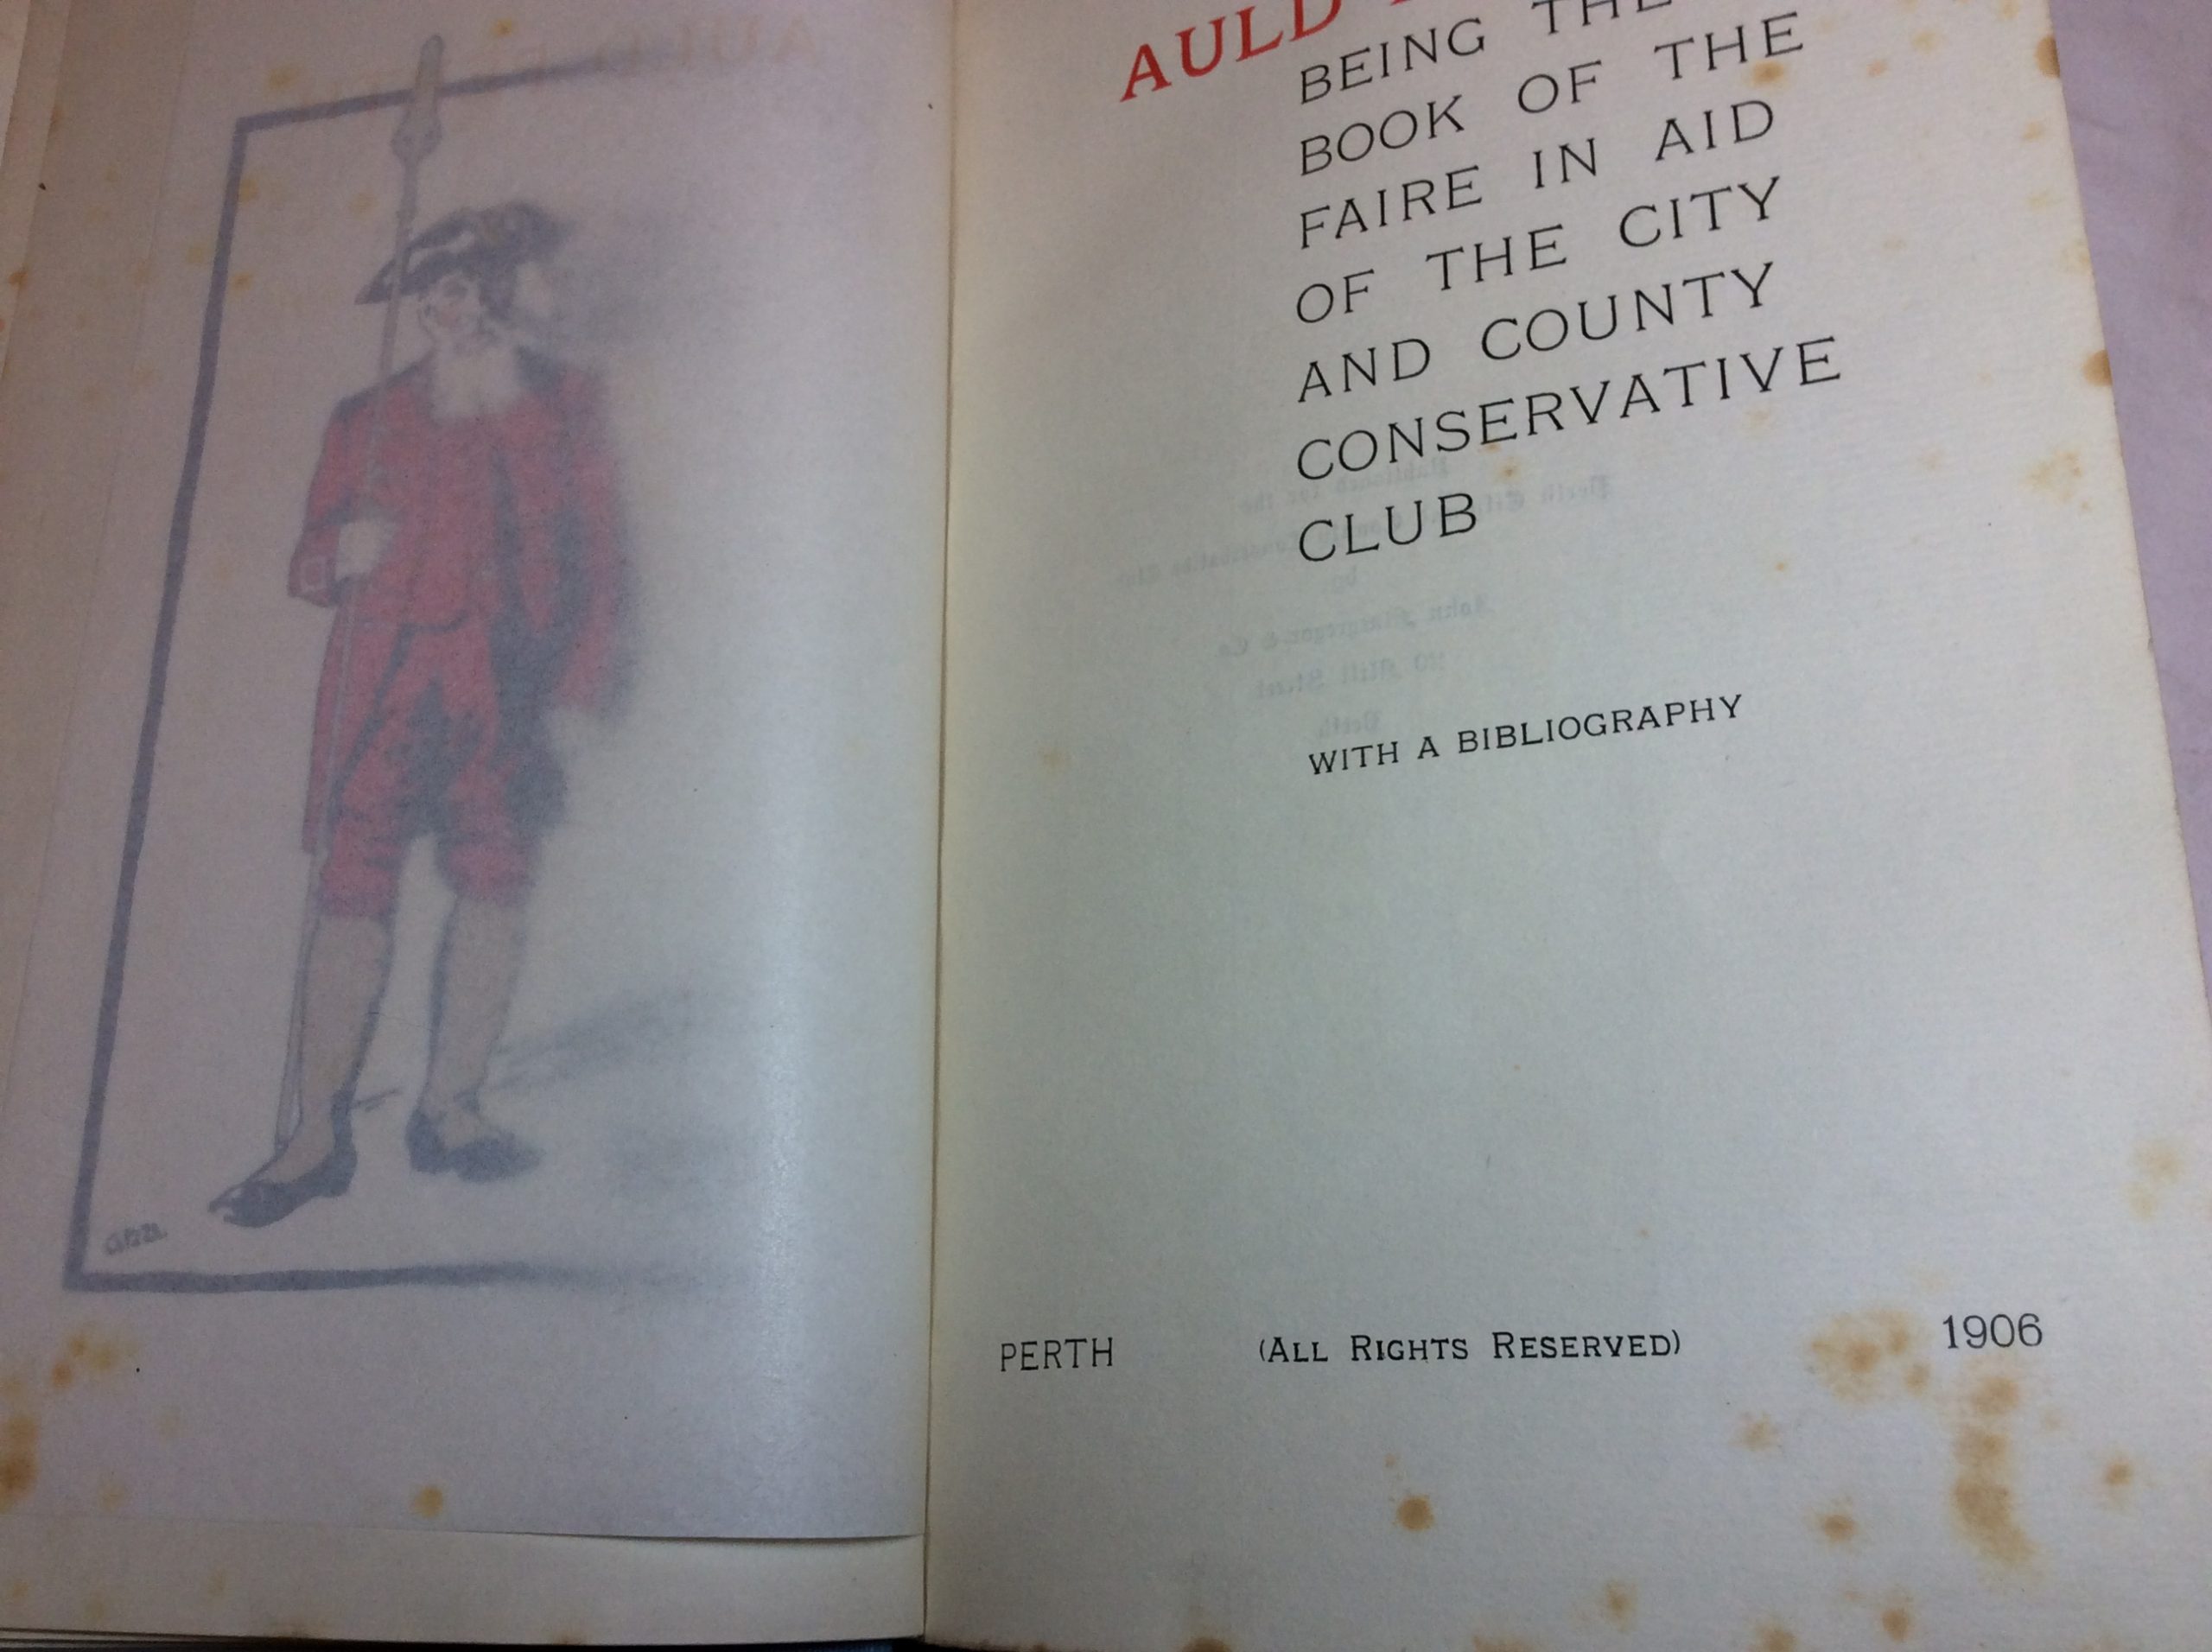 AULD
BEING THE
BOOK OF THE
FAIRE IN AID
OF THE CITY
AND COUNTY
CONSERVATIVE
CLUB
WITH A BIBLIOGRAPHY
PERTH (ALL RIGHTS RESERVED) 1906